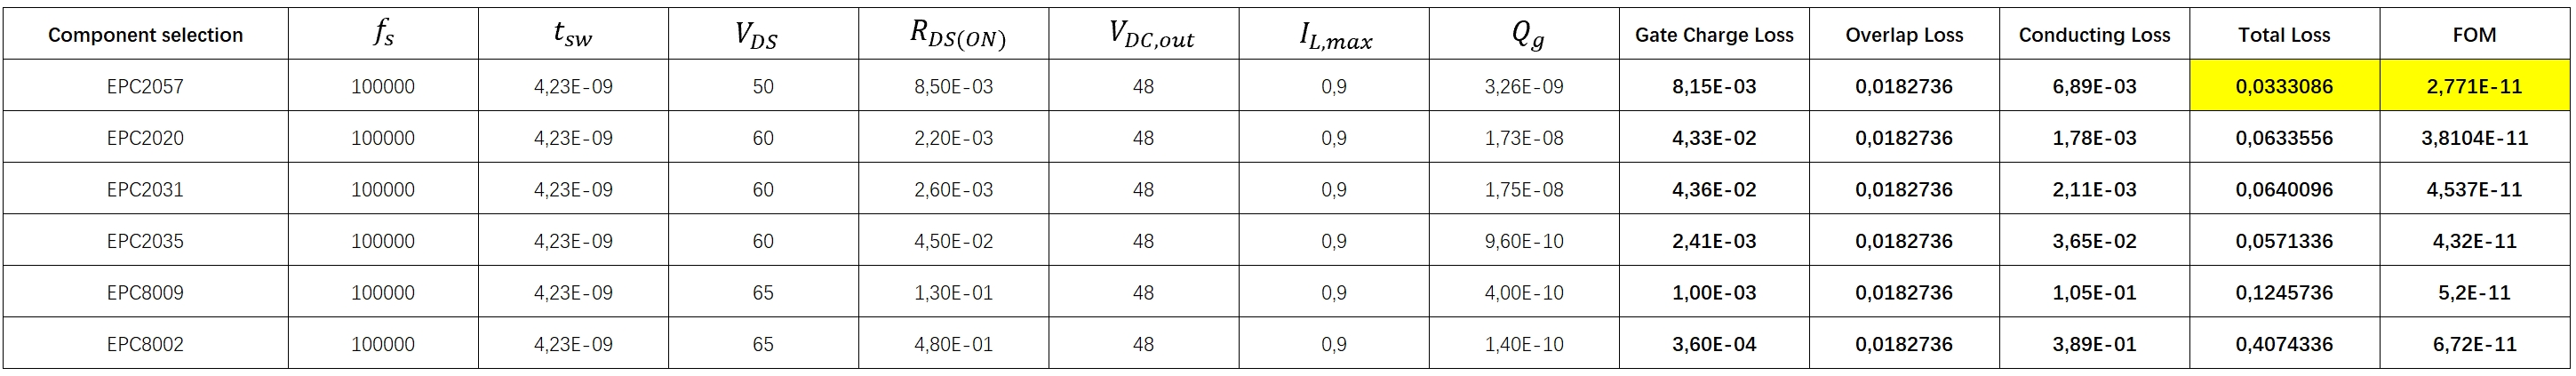 Component selection f_s t_sw V_DS R_DS(ON) V_DC,out I_L,max Q_g Gate Charge Loss Overlap Loss Conducting Loss Total Loss FOM
EPC2057 100000 4,23E-09 50 8,50E-03 48 0,9 3,26E-09 8,15E-03 0,0182736 6,89E-03 0,0333086 2,771E-11
EPC2020 100000 4,23E-09 60 2,20E-03 48 0,9 1,73E-08 4,33E-02 0,0182736 1,78E-03 0,0633556 3,8104E-11
EPC2031 100000 4,23E-09 60 2,60E-03 48 0,9 1,75E-08 4,36E-02 0,0182736 2,11E-03 0,0640096 4,537E-11
EPC2035 100000 4,23E-09 60 4,50E-02 48 0,9 9,60E-10 2,41E-03 0,0182736 3,65E-02 0,0571336 4,32E-11
EPC8009 100000 4,23E-09 65 1,30E-01 48 0,9 4,00E-10 1,00E-03 0,0182736 1,05E-01 0,1245736 5,2E-11
EPC8002 100000 4,23E-09 65 4,80E-01 48 0,9 1,40E-10 3,60E-04 0,0182736 3,89E-01 0,4074336 6,72E-11